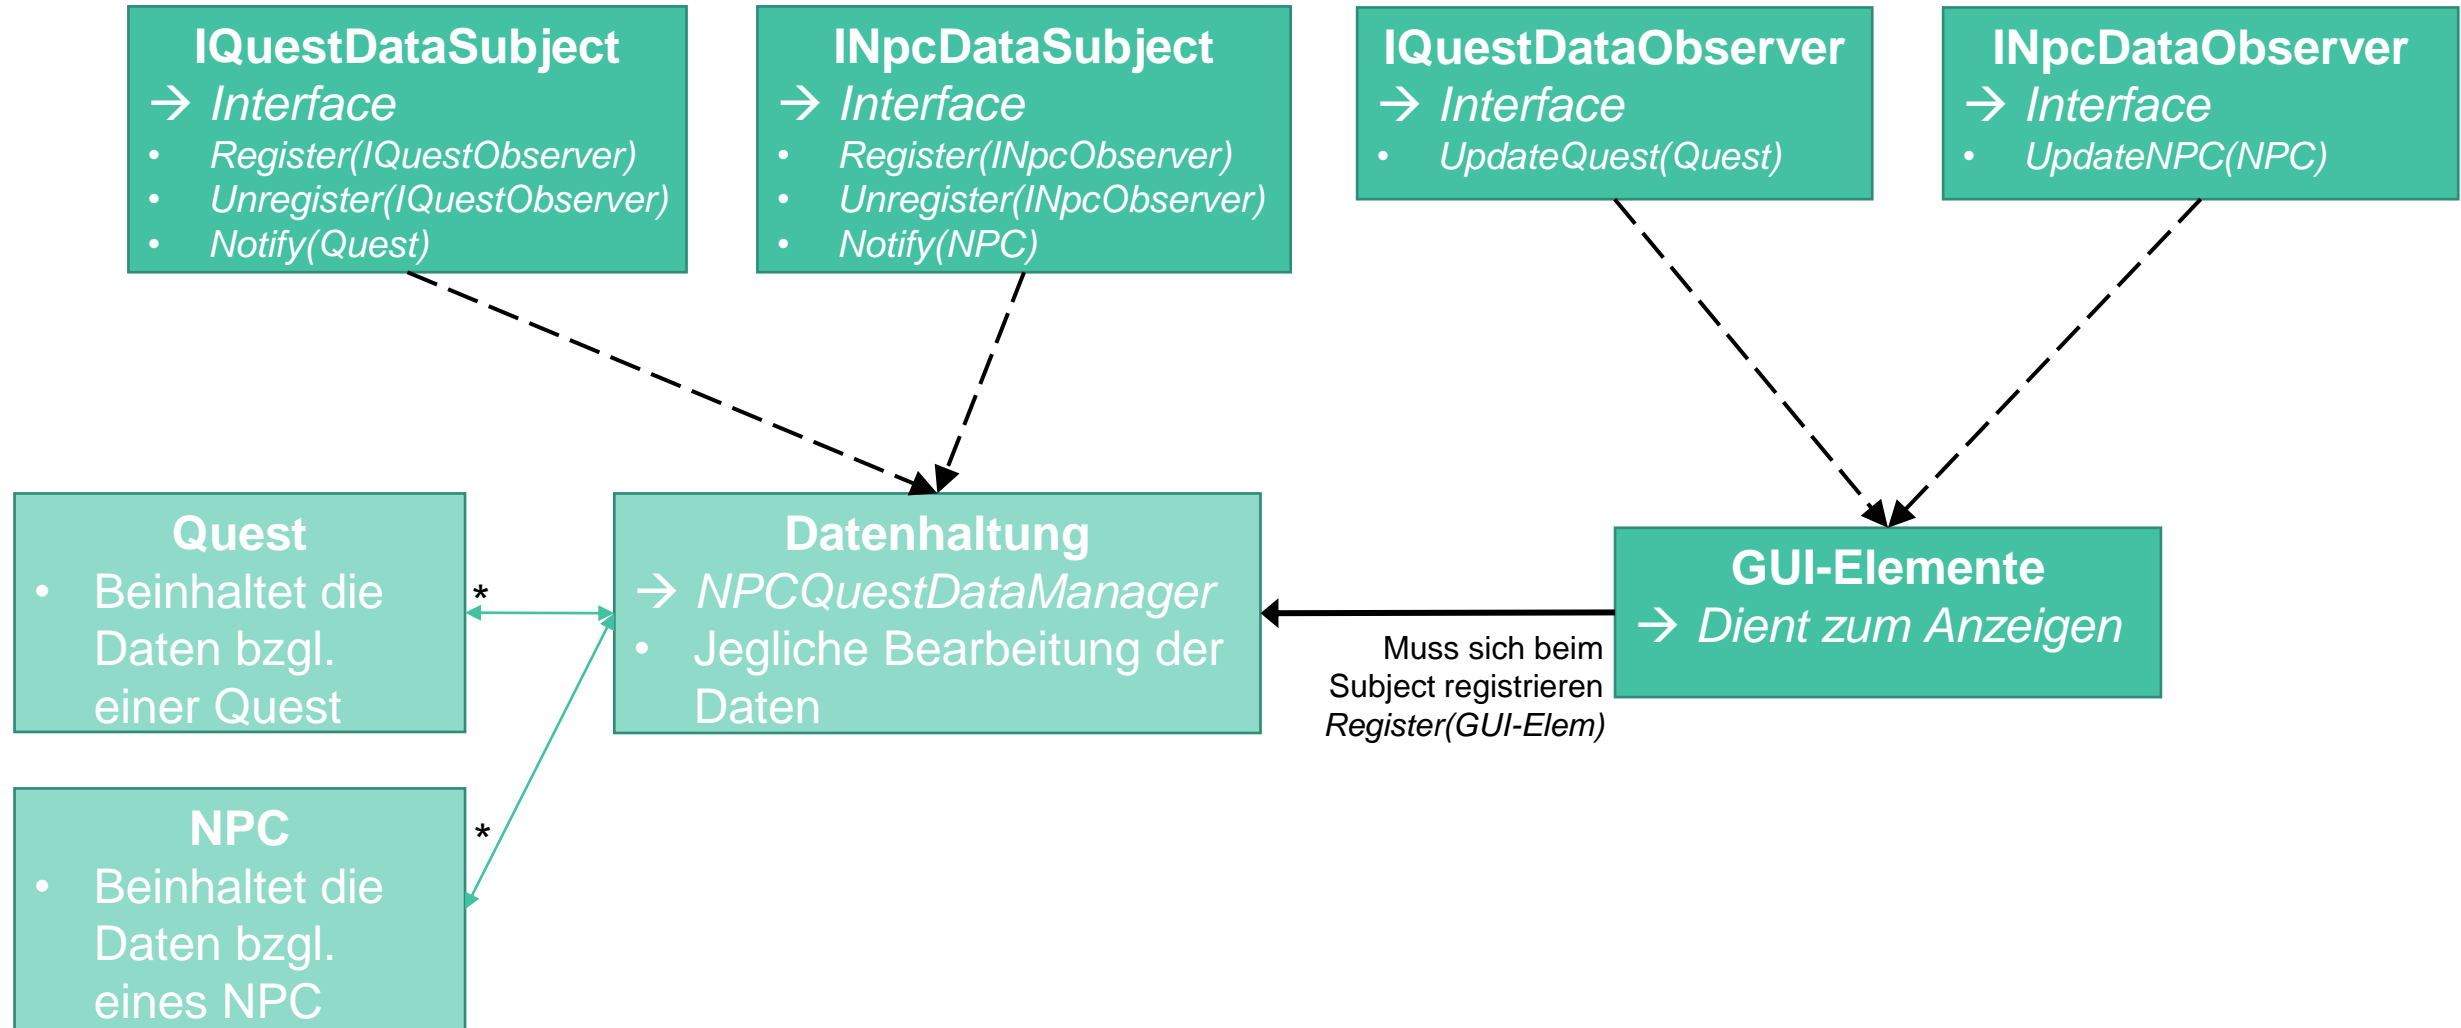 IQuestDataSubject
→ Interface
• Register(IQuestObserver)
• Unregister(IQuestObserver)
• Notify(Quest)
INpcDataSubject
→ Interface
• Register(INpcObserver)
• Unregister(INpcObserver)
• Notify(NPC)
IQuestDataObserver
→ Interface
• UpdateQuest(Quest)
INpcDataObserver
→ Interface
• UpdateNPC(NPC)
Quest
• Beinhaltet die
Daten bzgl.
einer Quest
*
Datenhaltung
→ NPCQuestDataManager
• Jegliche Bearbeitung der
Daten
Muss sich beim
Subject registrieren
Register(GUI-Elem)
GUI-Elemente
→ Dient zum Anzeigen
NPC
• Beinhaltet die
Daten bzgl.
eines NPC
*